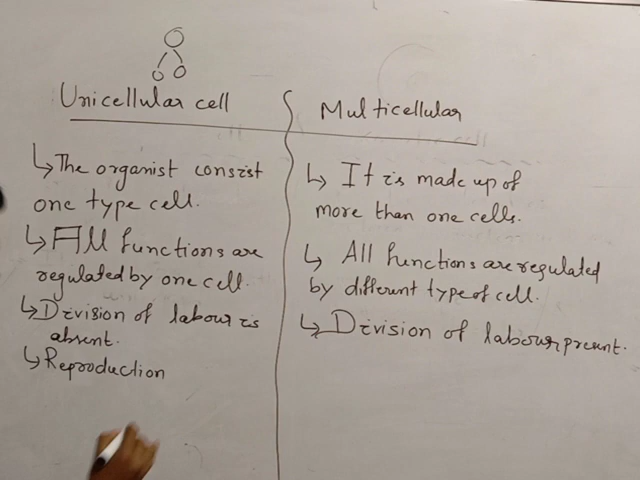 Unicellular cell
↳ The organist consist
one type cell.
↳ All functions are
regulated by one cell.
↳ Division of labour is
absent.
↳ Reproduction
Multicellular
↳ It is made up of
more than one cells.
↳ All functions are regulated
by different type of cell.
↳ Division of labour present.